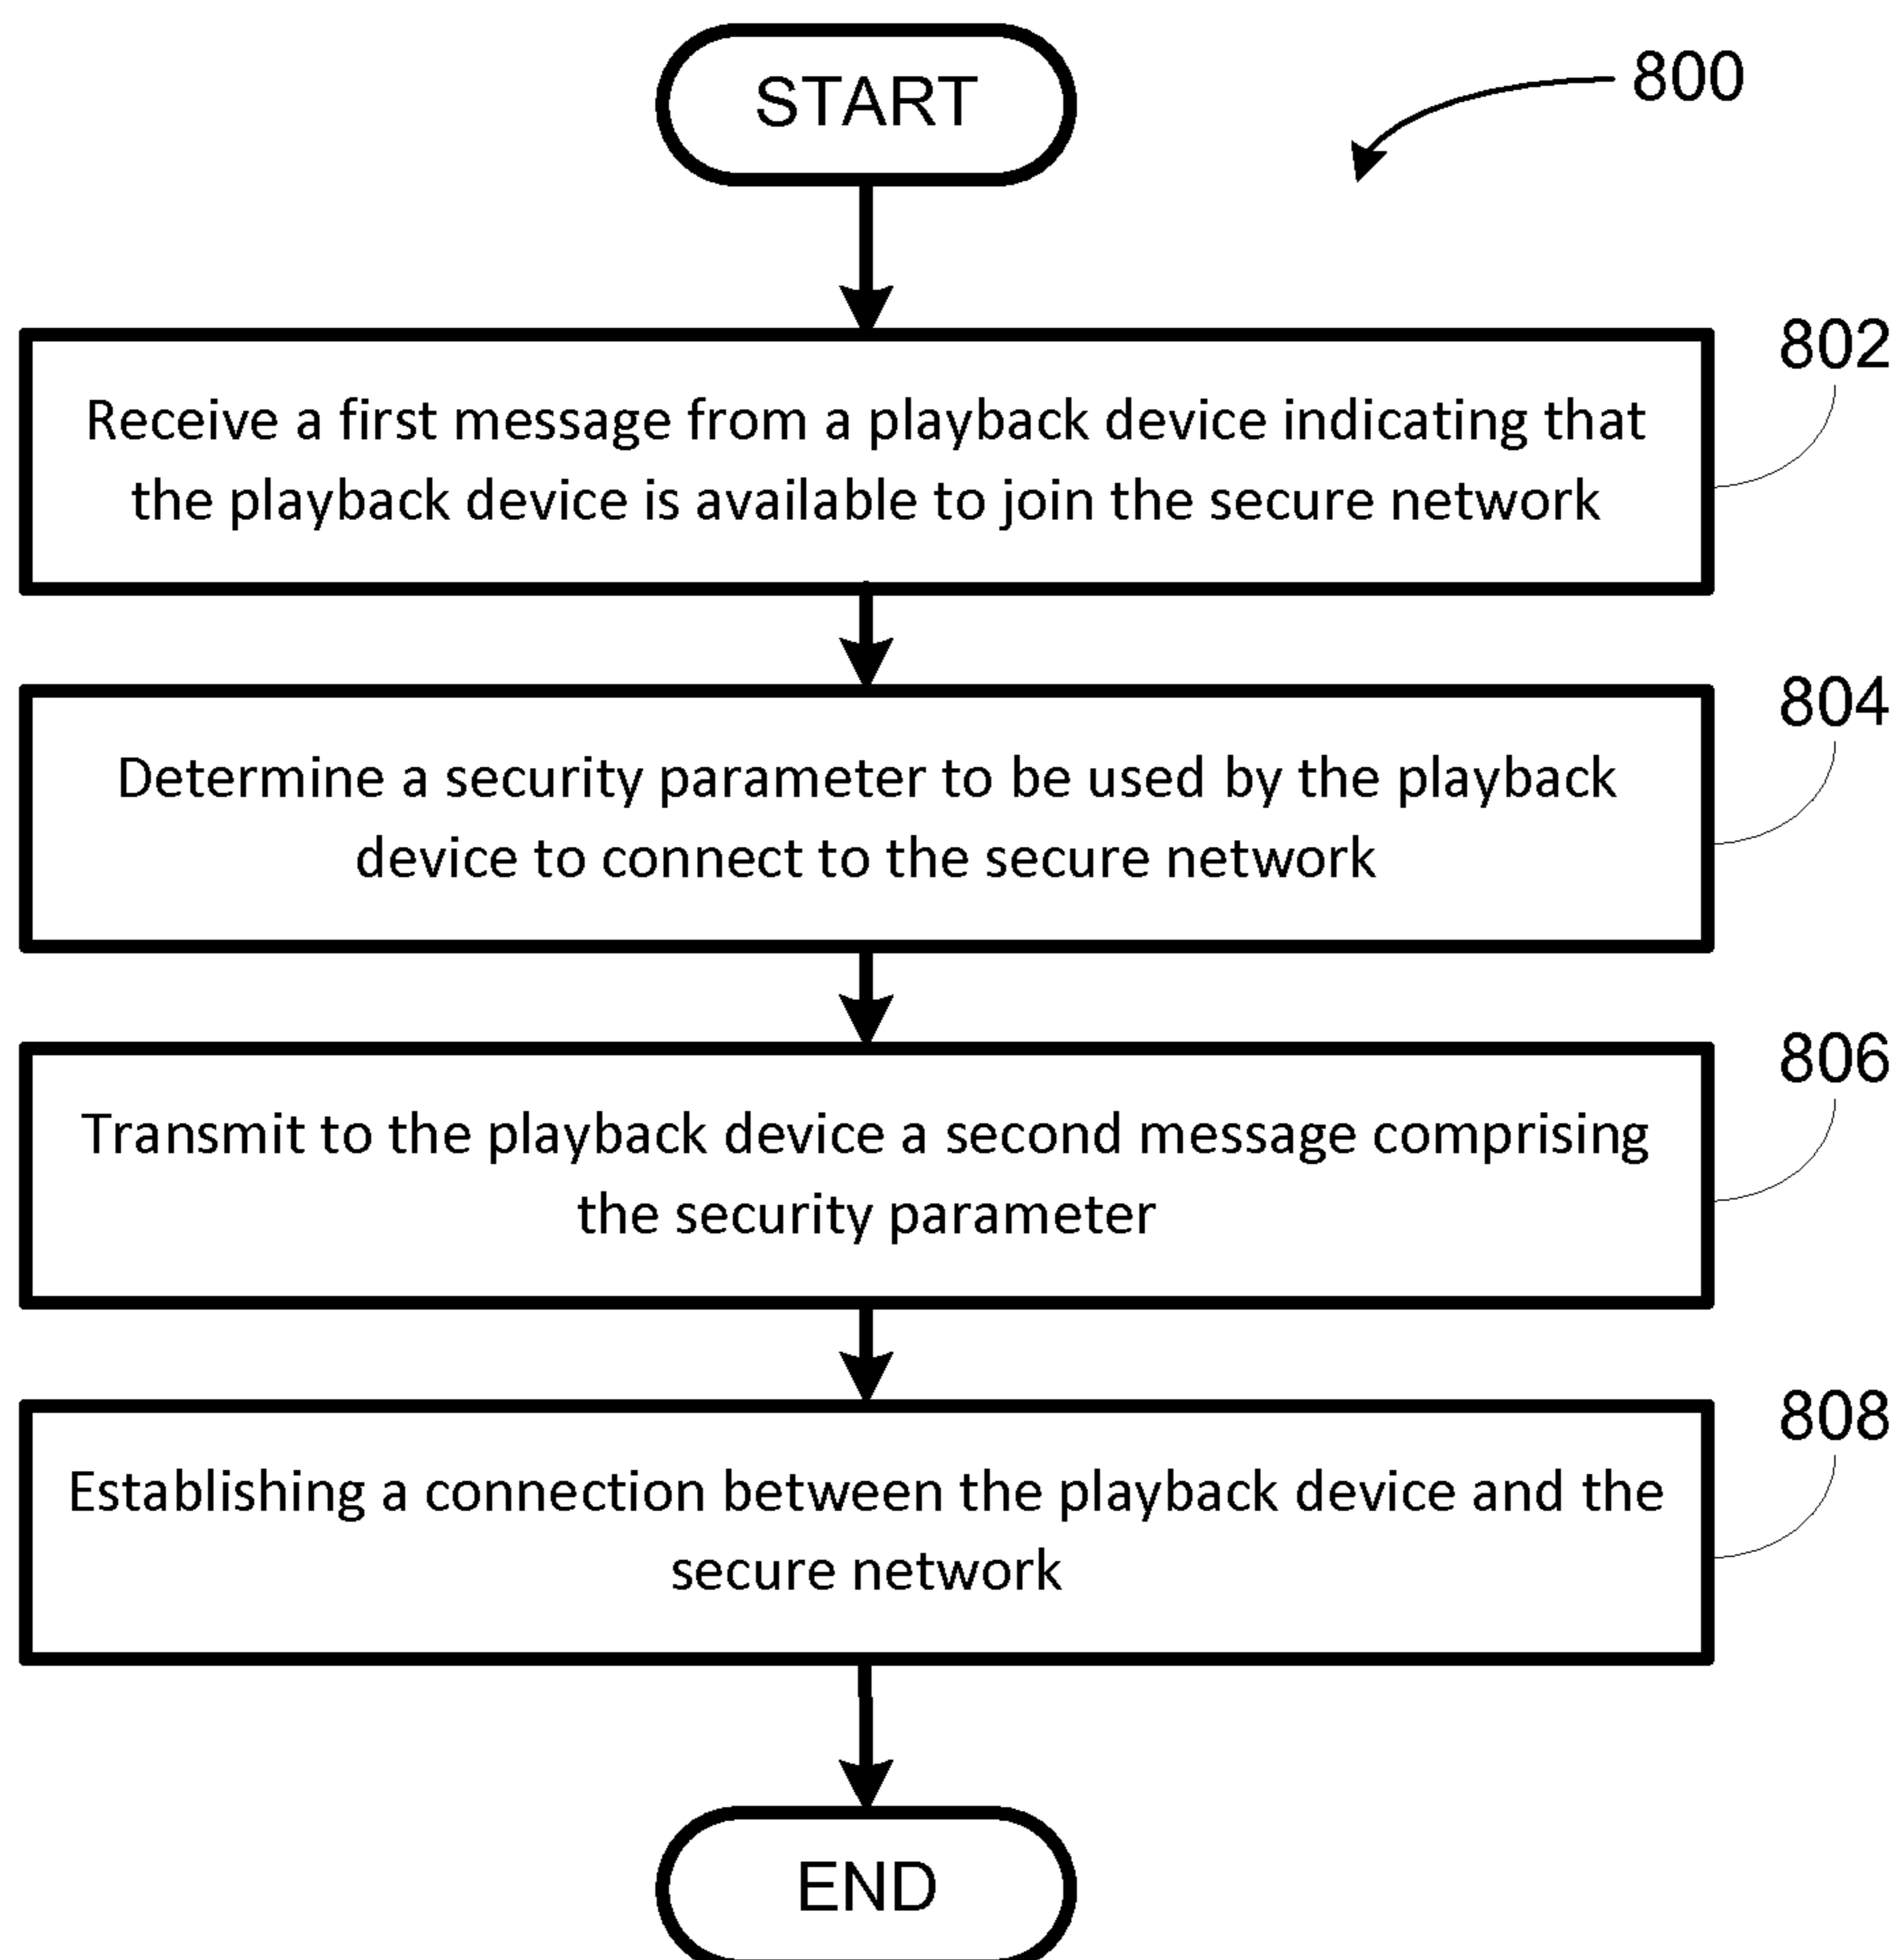 START
800
802
Receive a first message from a playback device indicating that
the playback device is available to join the secure network
804
Determine a security parameter to be used by the playback
device to connect to the secure network
806
Transmit to the playback device a second message comprising
the security parameter
808
Establishing a connection between the playback device and the
secure network
END